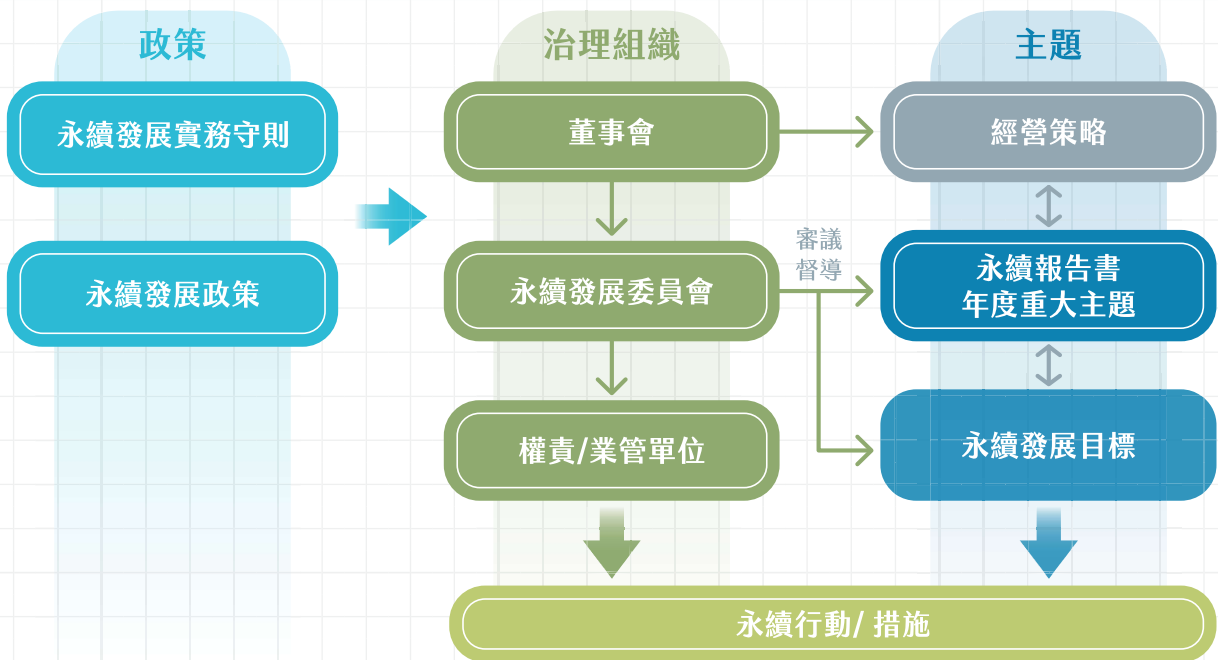 政策
永續發展實務守則
永續發展政策
治理組織
董事會
永續發展委員會
權責/業管單位
審議
督導
主題
經營策略
永續報告書
年度重大主題
永續發展目標
永續行動/ 措施